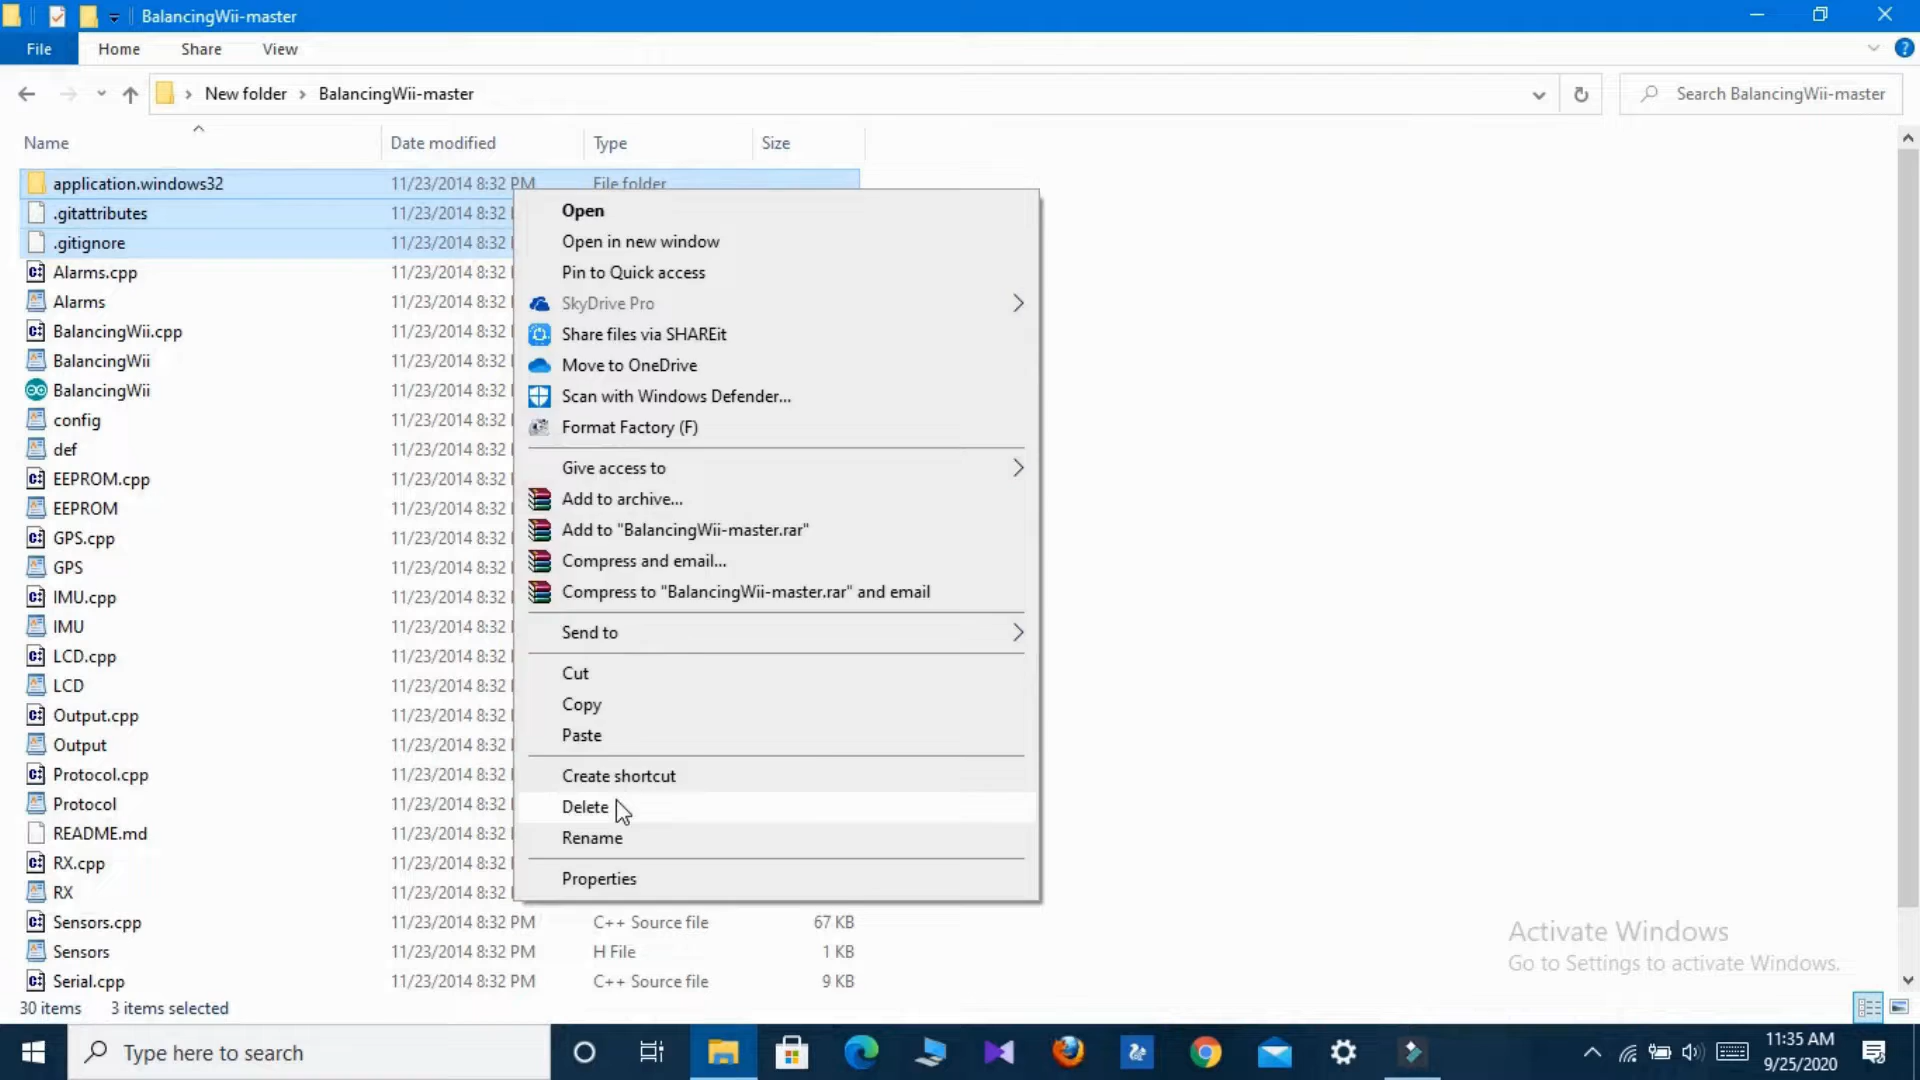 BalancingWii-master
File Home Share View
New folder BalancingWii-master Search BalancingWii-master
Name Date modified Type Size
application.windows32 11/23/2014 8:32 PM File folder
.gitattributes 11/23/2014 8:32
.gitignore 11/23/2014 8:32
Alarms.cpp 11/23/2014 8:32
Alarms 11/23/2014 8:32
BalancingWii.cpp 11/23/2014 8:32
BalancingWii 11/23/2014 8:32
BalancingWii 11/23/2014 8:32
config 11/23/2014 8:32
def 11/23/2014 8:32
EEPROM.cpp 11/23/2014 8:32
EEPROM 11/23/2014 8:32
GPS.cpp 11/23/2014 8:32
GPS 11/23/2014 8:32
IMU.cpp 11/23/2014 8:32
IMU 11/23/2014 8:32
LCD.cpp 11/23/2014 8:32
LCD 11/23/2014 8:32
Output.cpp 11/23/2014 8:32
Output 11/23/2014 8:32
Protocol.cpp 11/23/2014 8:32
Protocol 11/23/2014 8:32
README.md 11/23/2014 8:32
RX.cpp 11/23/2014 8:32
RX 11/23/2014 8:32
Sensors.cpp 11/23/2014 8:32 PM C++ Source file 67 KB
Sensors 11/23/2014 8:32 PM H File 1 KB
Serial.cpp 11/23/2014 8:32 PM C++ Source file 9 KB
Open
Open in new window
Pin to Quick access
SkyDrive Pro
Share files via SHAREit
Move to OneDrive
Scan with Windows Defender...
Format Factory (F)
Give access to
Add to archive...
Add to "BalancingWii-master.rar"
Compress and email...
Compress to "BalancingWii-master.rar" and email
Send to
Cut
Copy
Paste
Create shortcut
Delete
Rename
Properties
Activate Windows
Go to Settings to activate Windows.
30 items 3 items selected
Type here to search
11:35 AM
9/25/2020